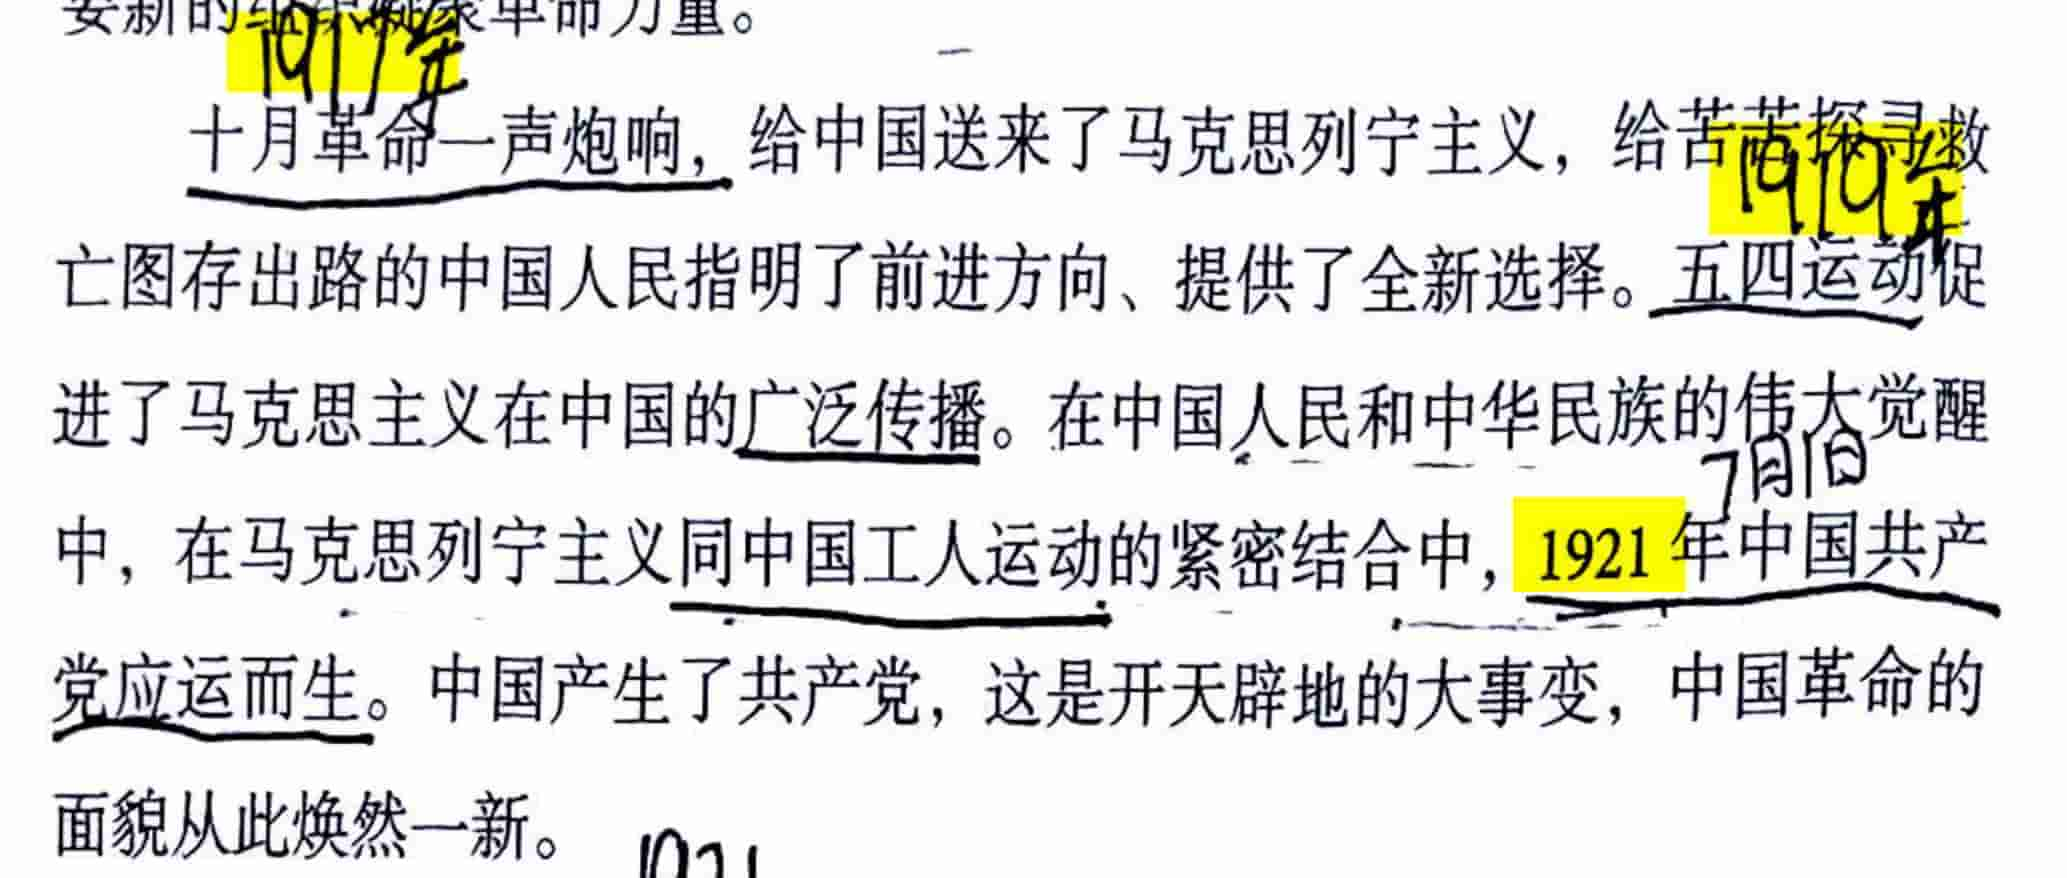 要新的组织凝聚革命力量。
1917年
十月革命一声炮响，给中国送来了马克思列宁主义，给苦苦探寻救
1919年
亡图存出路的中国人民指明了前进方向、提供了全新选择。五四运动促
进了马克思主义在中国的广泛传播。在中国人民和中华民族的伟大觉醒
7月1日
中，在马克思列宁主义同中国工人运动的紧密结合中，1921年中国共产
党应运而生。中国产生了共产党，这是开天辟地的大事变，中国革命的
面貌从此焕然一新。